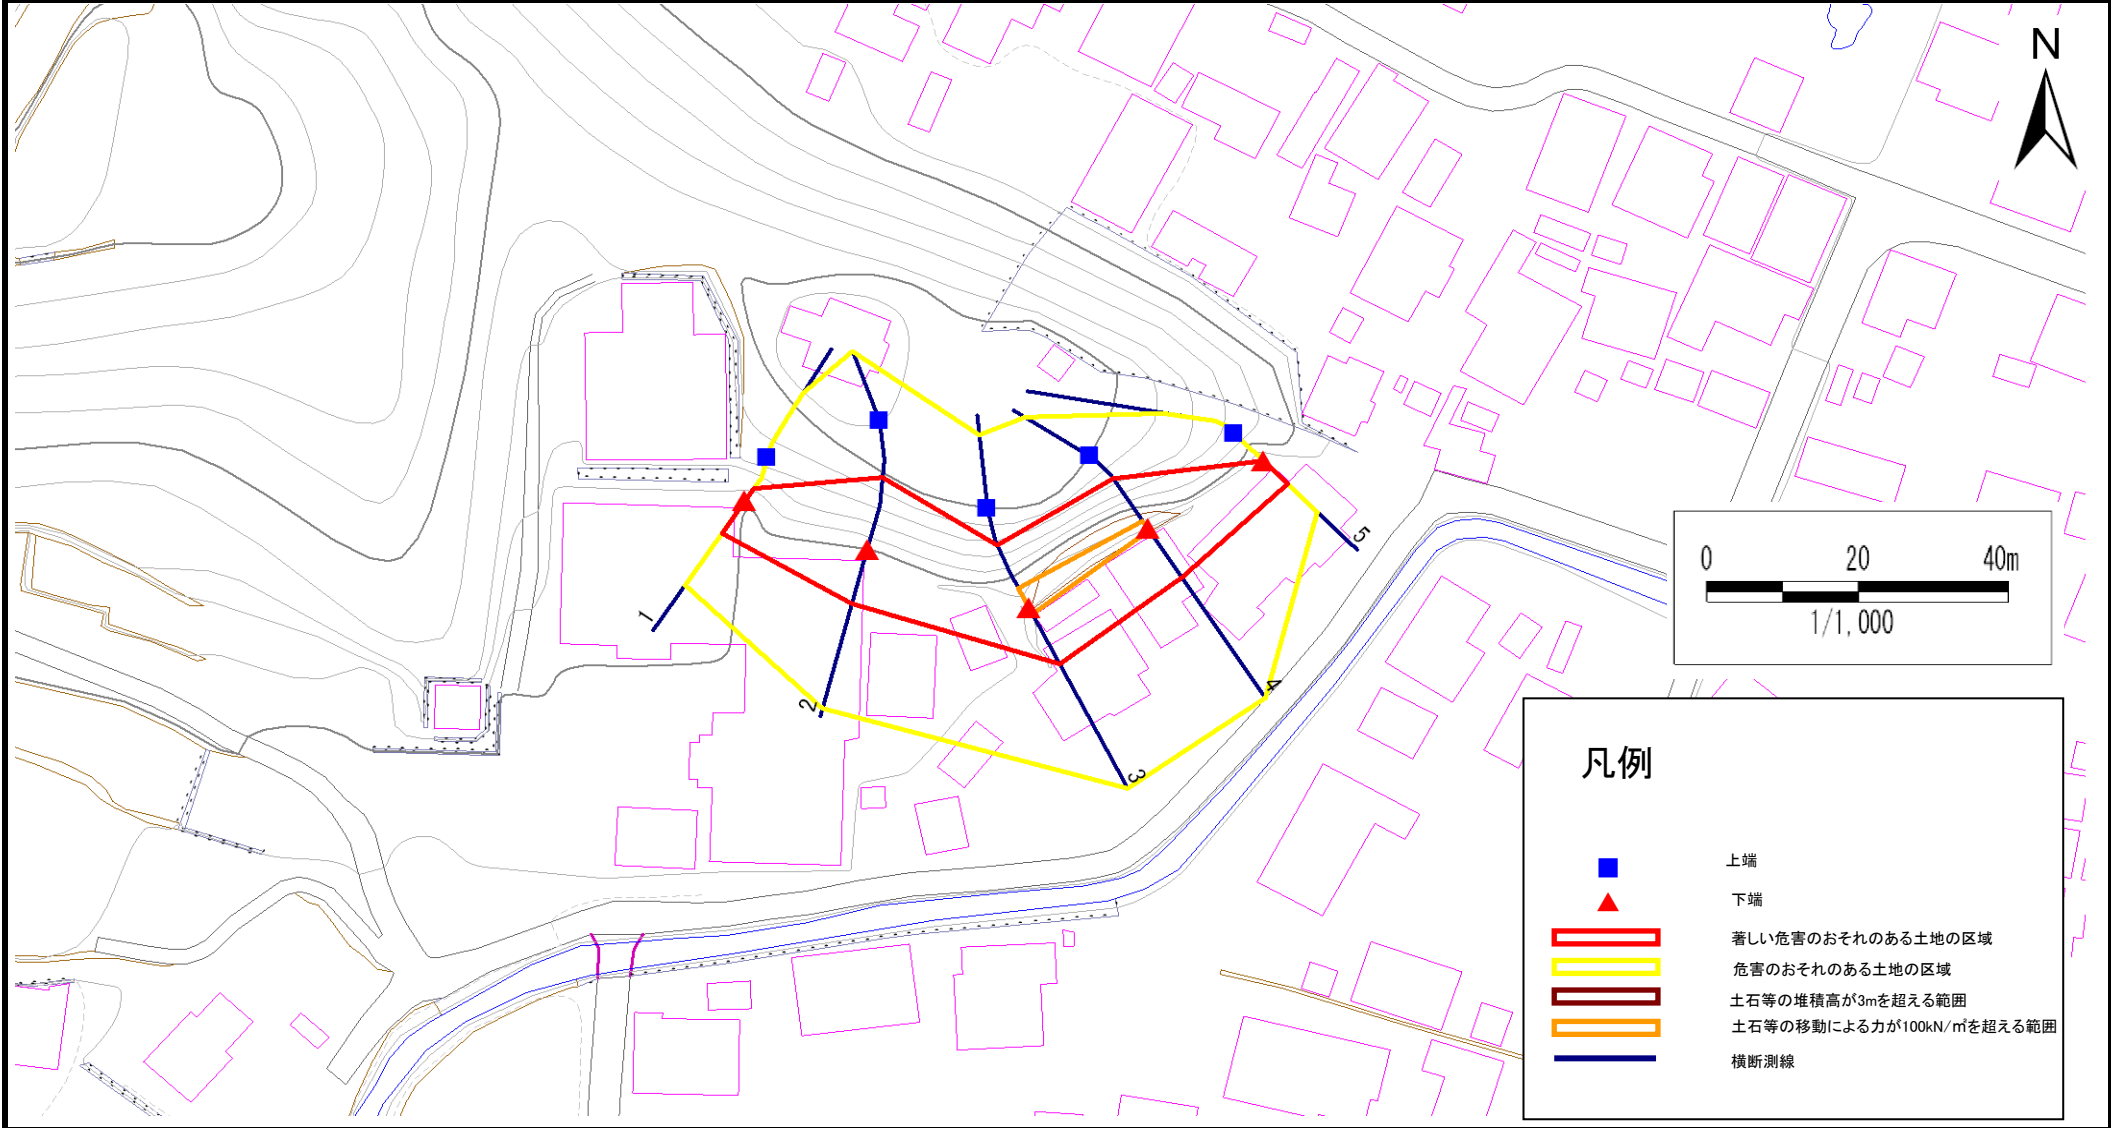 N
0 20 40m
1/1,000
1
2
3
4
5
凡例
上端
下端
著しい危害のおそれのある土地の区域
危害のおそれのある土地の区域
土石等の堆積高が3mを超える範囲
土石等の移動による力が100kN/㎡を超える範囲
横断測線